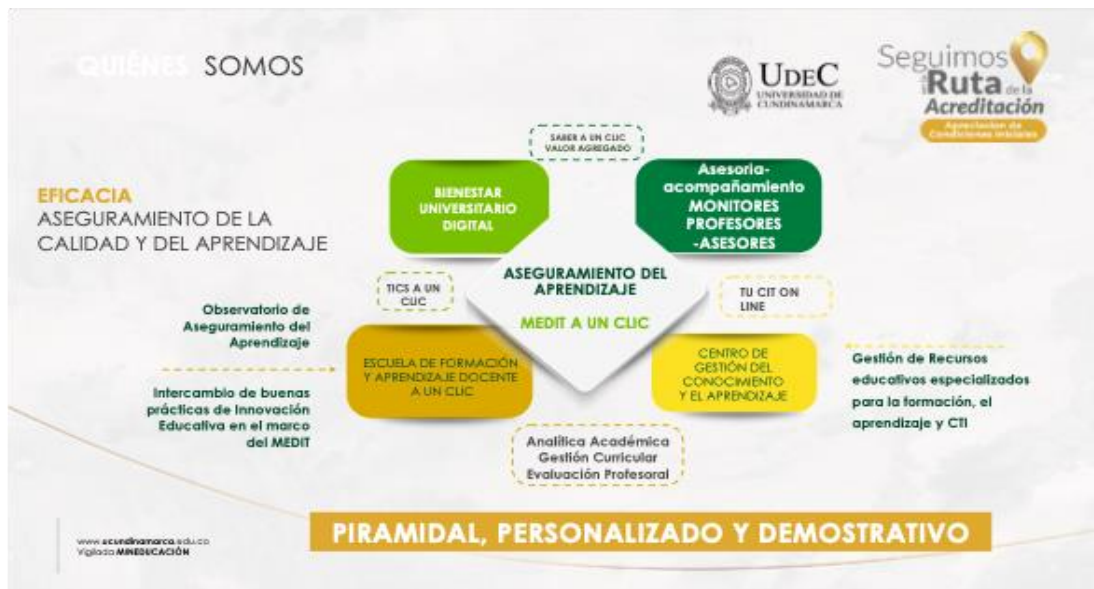 QUIÉNES SOMOS
UDEC
UNIVERSIDAD DE
CUNDINAMARCA
Seguimos
Ruta de la
Acreditación
Apreciación de
Condiciones Iniciales
EFICACIA
ASEGURAMIENTO DE LA
CALIDAD Y DEL APRENDIZAJE
SABER A UN CLIC
VALOR AGREGADO
BIENESTAR
UNIVERSITARIO
DIGITAL
Asesoria-
acompañamiento
MONITORES
PROFESORES
-ASESORES
ASEGURAMIENTO DEL
APRENDIZAJE
MEDIT A UN CLIC
TICS A UN
CLIC
TU CIT ON
LINE
Observatorio de
Aseguramiento del
Aprendizaje
Intercambio de buenas
prácticas de Innovación
Educativa en el marco
del MEDIT
ESCUELA DE FORMACIÓN
Y APRENDIZAJE DOCENTE
A UN CLIC
CENTRO DE
GESTIÓN DEL
CONOCIMIENTO
Y EL APRENDIZAJE
Gestión de Recursos
educativos especializados
para la formación, el
aprendizaje y CTI
Analítica Académica
Gestión Curricular
Evaluación Profesoral
PIRAMIDAL, PERSONALIZADO Y DEMOSTRATIVO
www.ucundinamarca.edu.co
Vigilada MINEDUCACIÓN